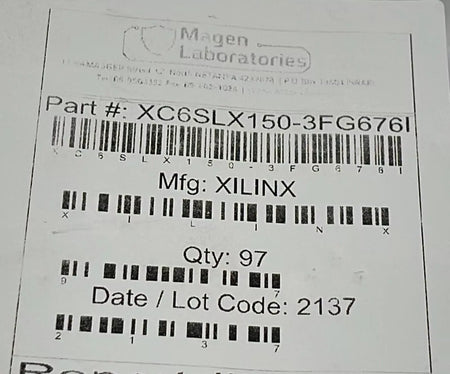 Magen
Laboratories
Part #: XC6SLX150-3FG676I
X C 6 S L X 1 5 0 - 3 F G 6 7 6 I
Mfg: XILINX
X I L I N X
Qty: 97
9 7
Date / Lot Code: 2137
2 1 3 7